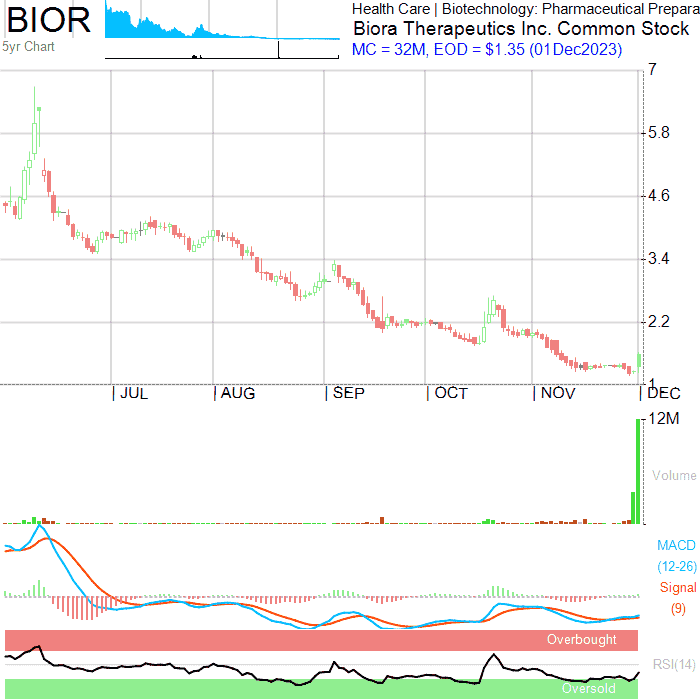 BIOR
Health Care | Biotechnology: Pharmaceutical Prepara
Biora Therapeutics Inc. Common Stock
5yr Chart
MC = 32M, EOD = $1.35 (01Dec2023)
7
5.8
4.6
3.4
2.2
1
JUL
AUG
SEP
OCT
NOV
DEC
12M
Volume
MACD
(12-26)
Signal
(9)
Overbought
RSI(14)
Oversold